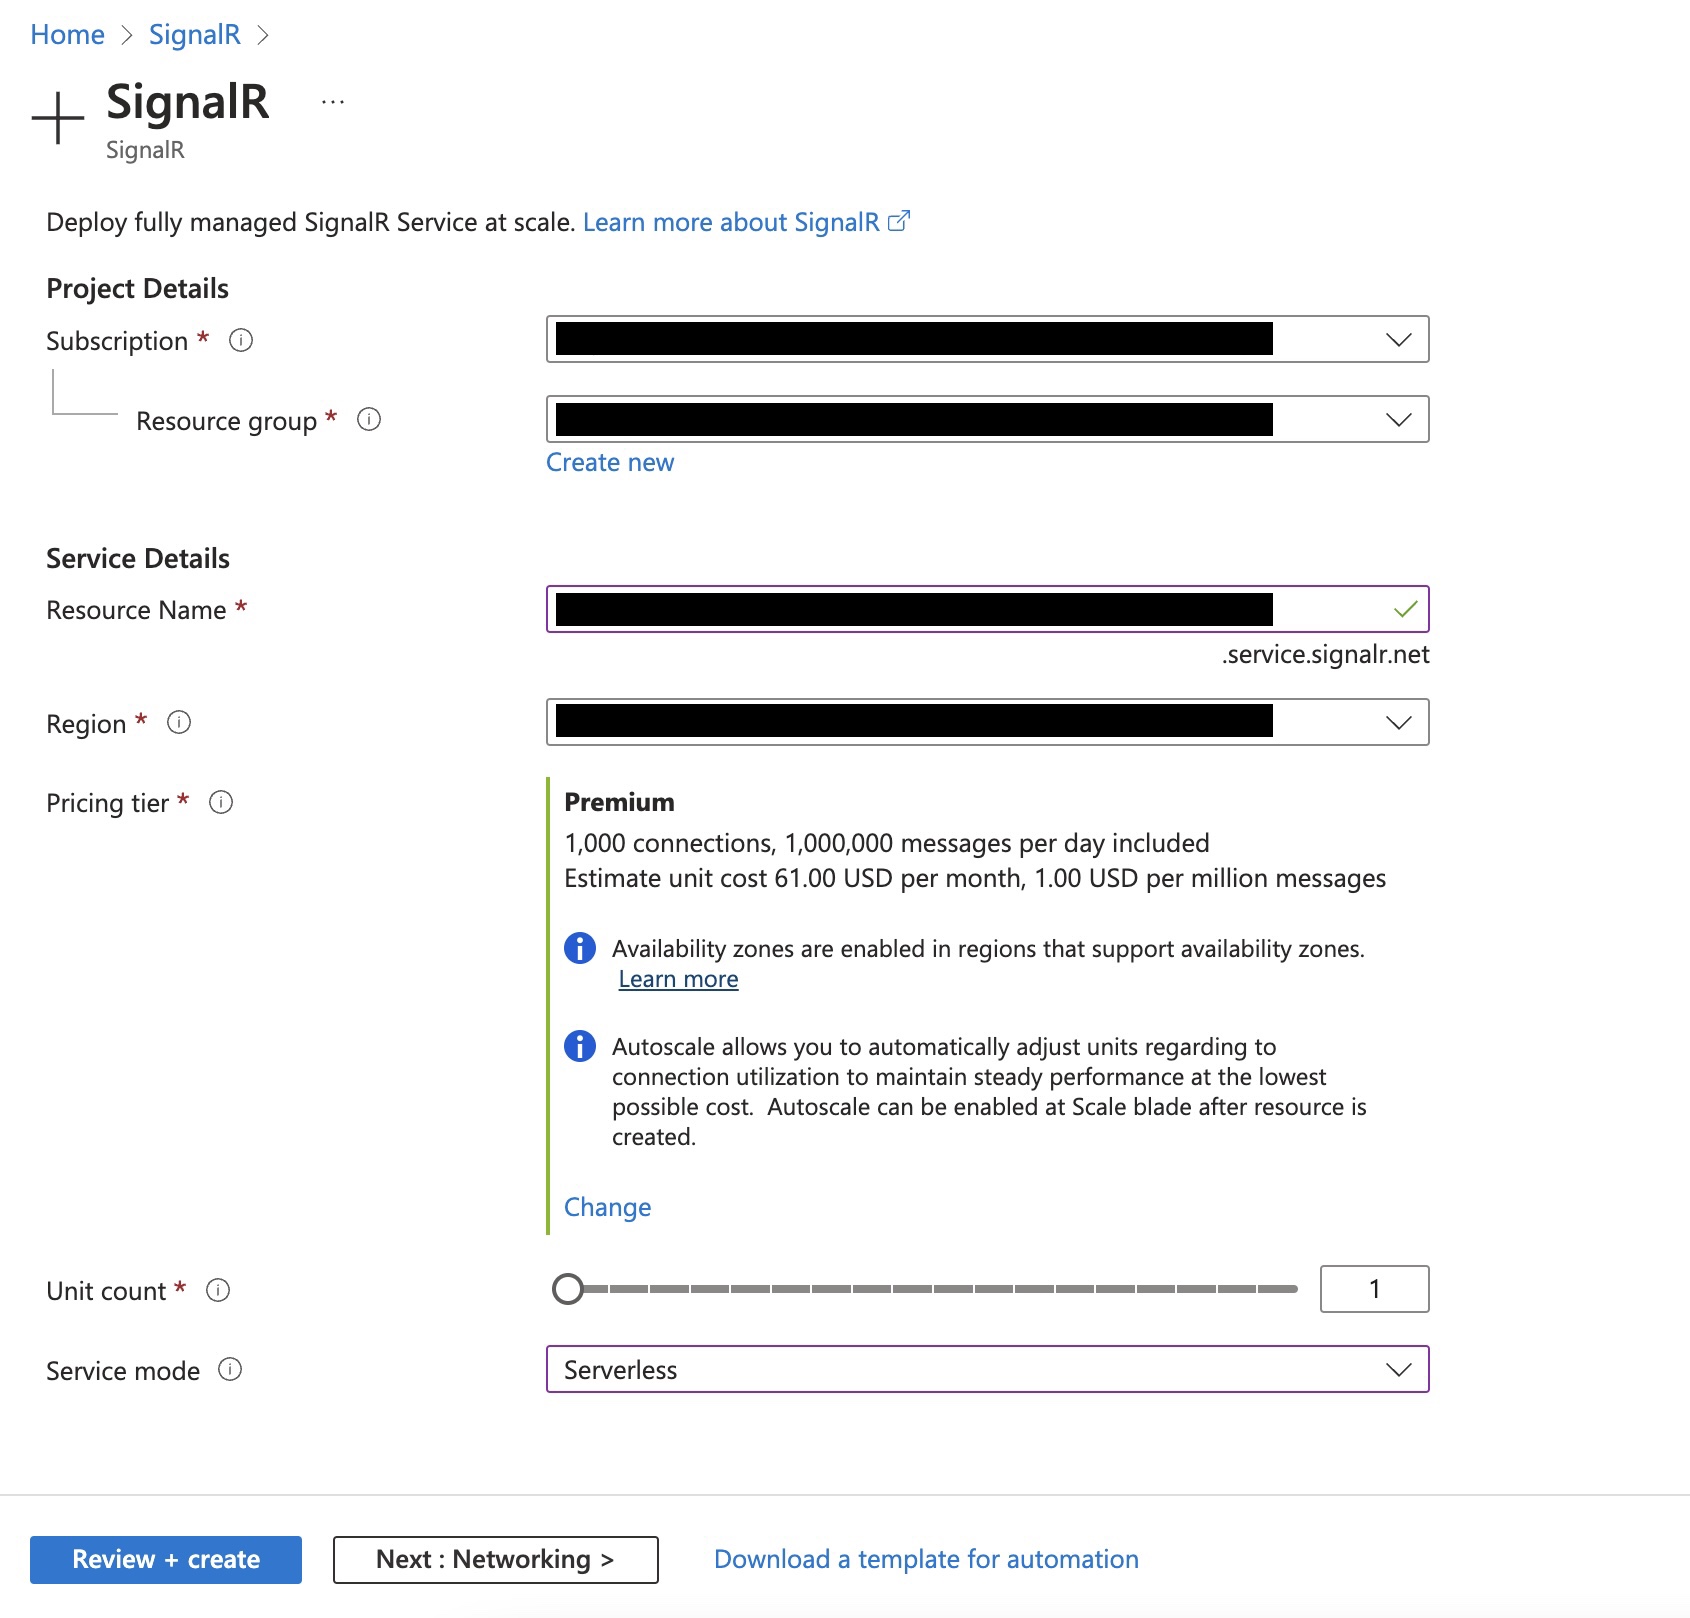 Home > SignalR >
SignalR ...
SignalR
Deploy fully managed SignalR Service at scale. Learn more about SignalR
Project Details
Subscription *
Resource group *
Create new
Service Details
Resource Name *
.service.signalr.net
Region *
Pricing tier *
Premium
1,000 connections, 1,000,000 messages per day included
Estimate unit cost 61.00 USD per month, 1.00 USD per million messages
Availability zones are enabled in regions that support availability zones.
Learn more
Autoscale allows you to automatically adjust units regarding to
connection utilization to maintain steady performance at the lowest
possible cost. Autoscale can be enabled at Scale blade after resource is
created.
Change
Unit count *
1
Service mode
Serverless
Review + create
Next : Networking >
Download a template for automation